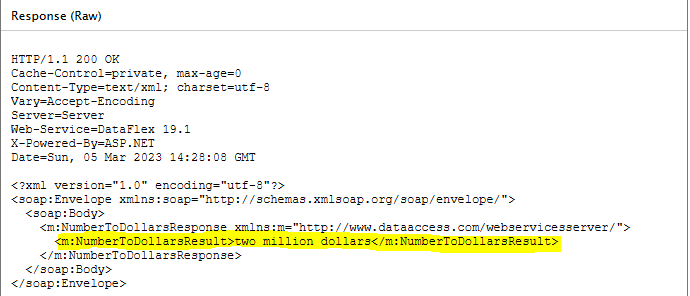 Response (Raw)
HTTP/1.1 200 OK
Cache-Control=private, max-age=0
Content-Type=text/xml; charset=utf-8
Vary=Accept-Encoding
Server=Server
Web-Service=DataFlex 19.1
X-Powered-By=ASP.NET
Date=Sun, 05 Mar 2023 14:28:08 GMT
<?xml version="1.0" encoding="utf-8"?>
<soap:Envelope xmlns:soap="http://schemas.xmlsoap.org/soap/envelope/">
<soap:Body>
<m:NumberToDollarsResponse xmlns:m="http://www.dataaccess.com/webservicesserver/">
<m:NumberToDollarsResult>two million dollars</m:NumberToDollarsResult>
</m:NumberToDollarsResponse>
</soap:Body>
</soap:Envelope>